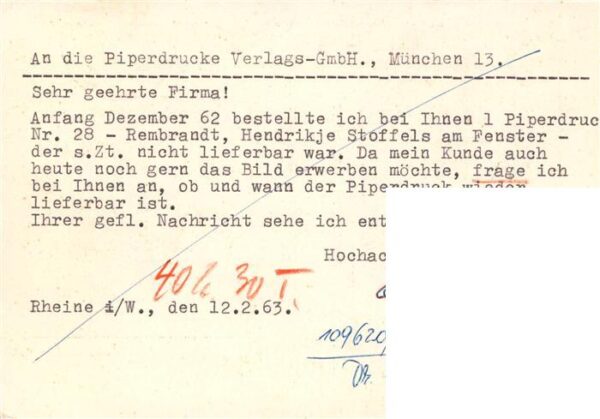 An die Piperdrucke Verlags-GmbH., München 13.
Sehr geehrte Firma!
Anfang Dezember 62 bestellte ich bei Ihnen 1 Piperdruc
Nr. 28 - Rembrandt, Hendrikje Stoffels am Fenster -
der s.Zt. nicht lieferbar war. Da mein Kunde auch
heute noch gern das Bild erwerben möchte, frage ich
bei Ihnen an, ob und wann der Piperdruck wieder
lieferbar ist.
Ihrer gefl. Nachricht sehe ich ent
Hochac
Rheine i/W., den 12.2.63.
109620